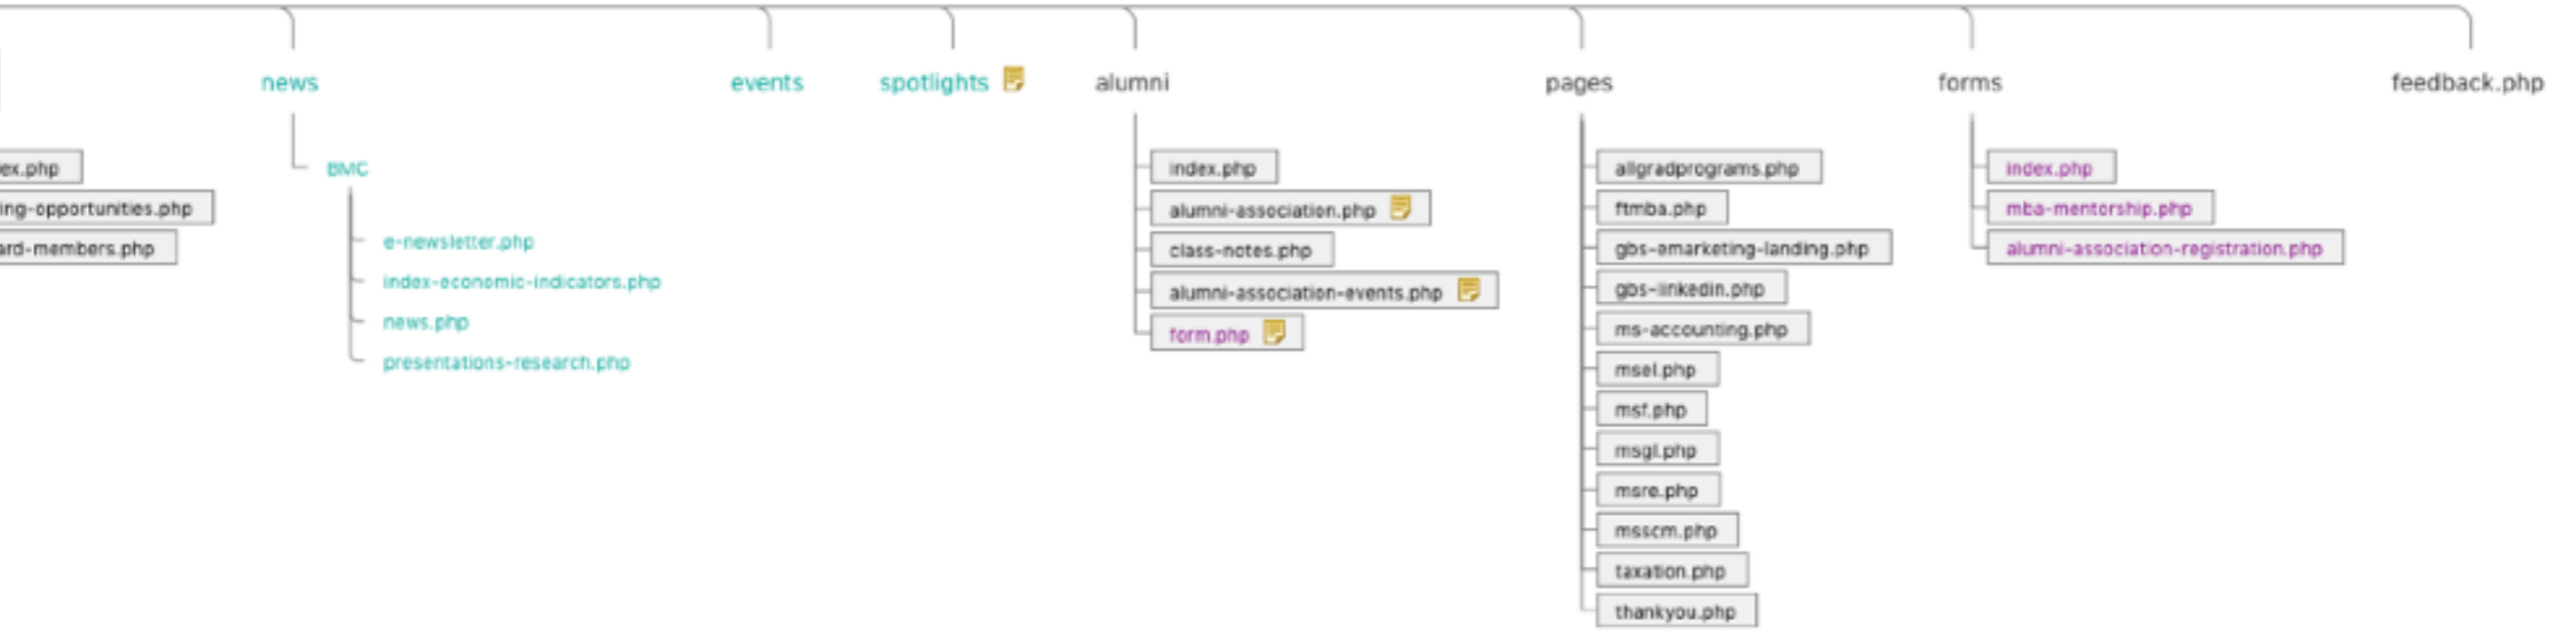 news
events
spotlights
alumni
pages
forms
feedback.php
ex.php
ing-opportunities.php
ard-members.php
BMC
e-newsletter.php
index-economic-indicators.php
news.php
presentations-research.php
index.php
alumni-association.php
class-notes.php
alumni-association-events.php
form.php
allgradprograms.php
ftmba.php
gbs-emarketing-landing.php
gbs-linkedin.php
ms-accounting.php
msel.php
msf.php
msgl.php
msre.php
msscm.php
taxation.php
thankyou.php
index.php
mba-mentorship.php
alumni-association-registration.php